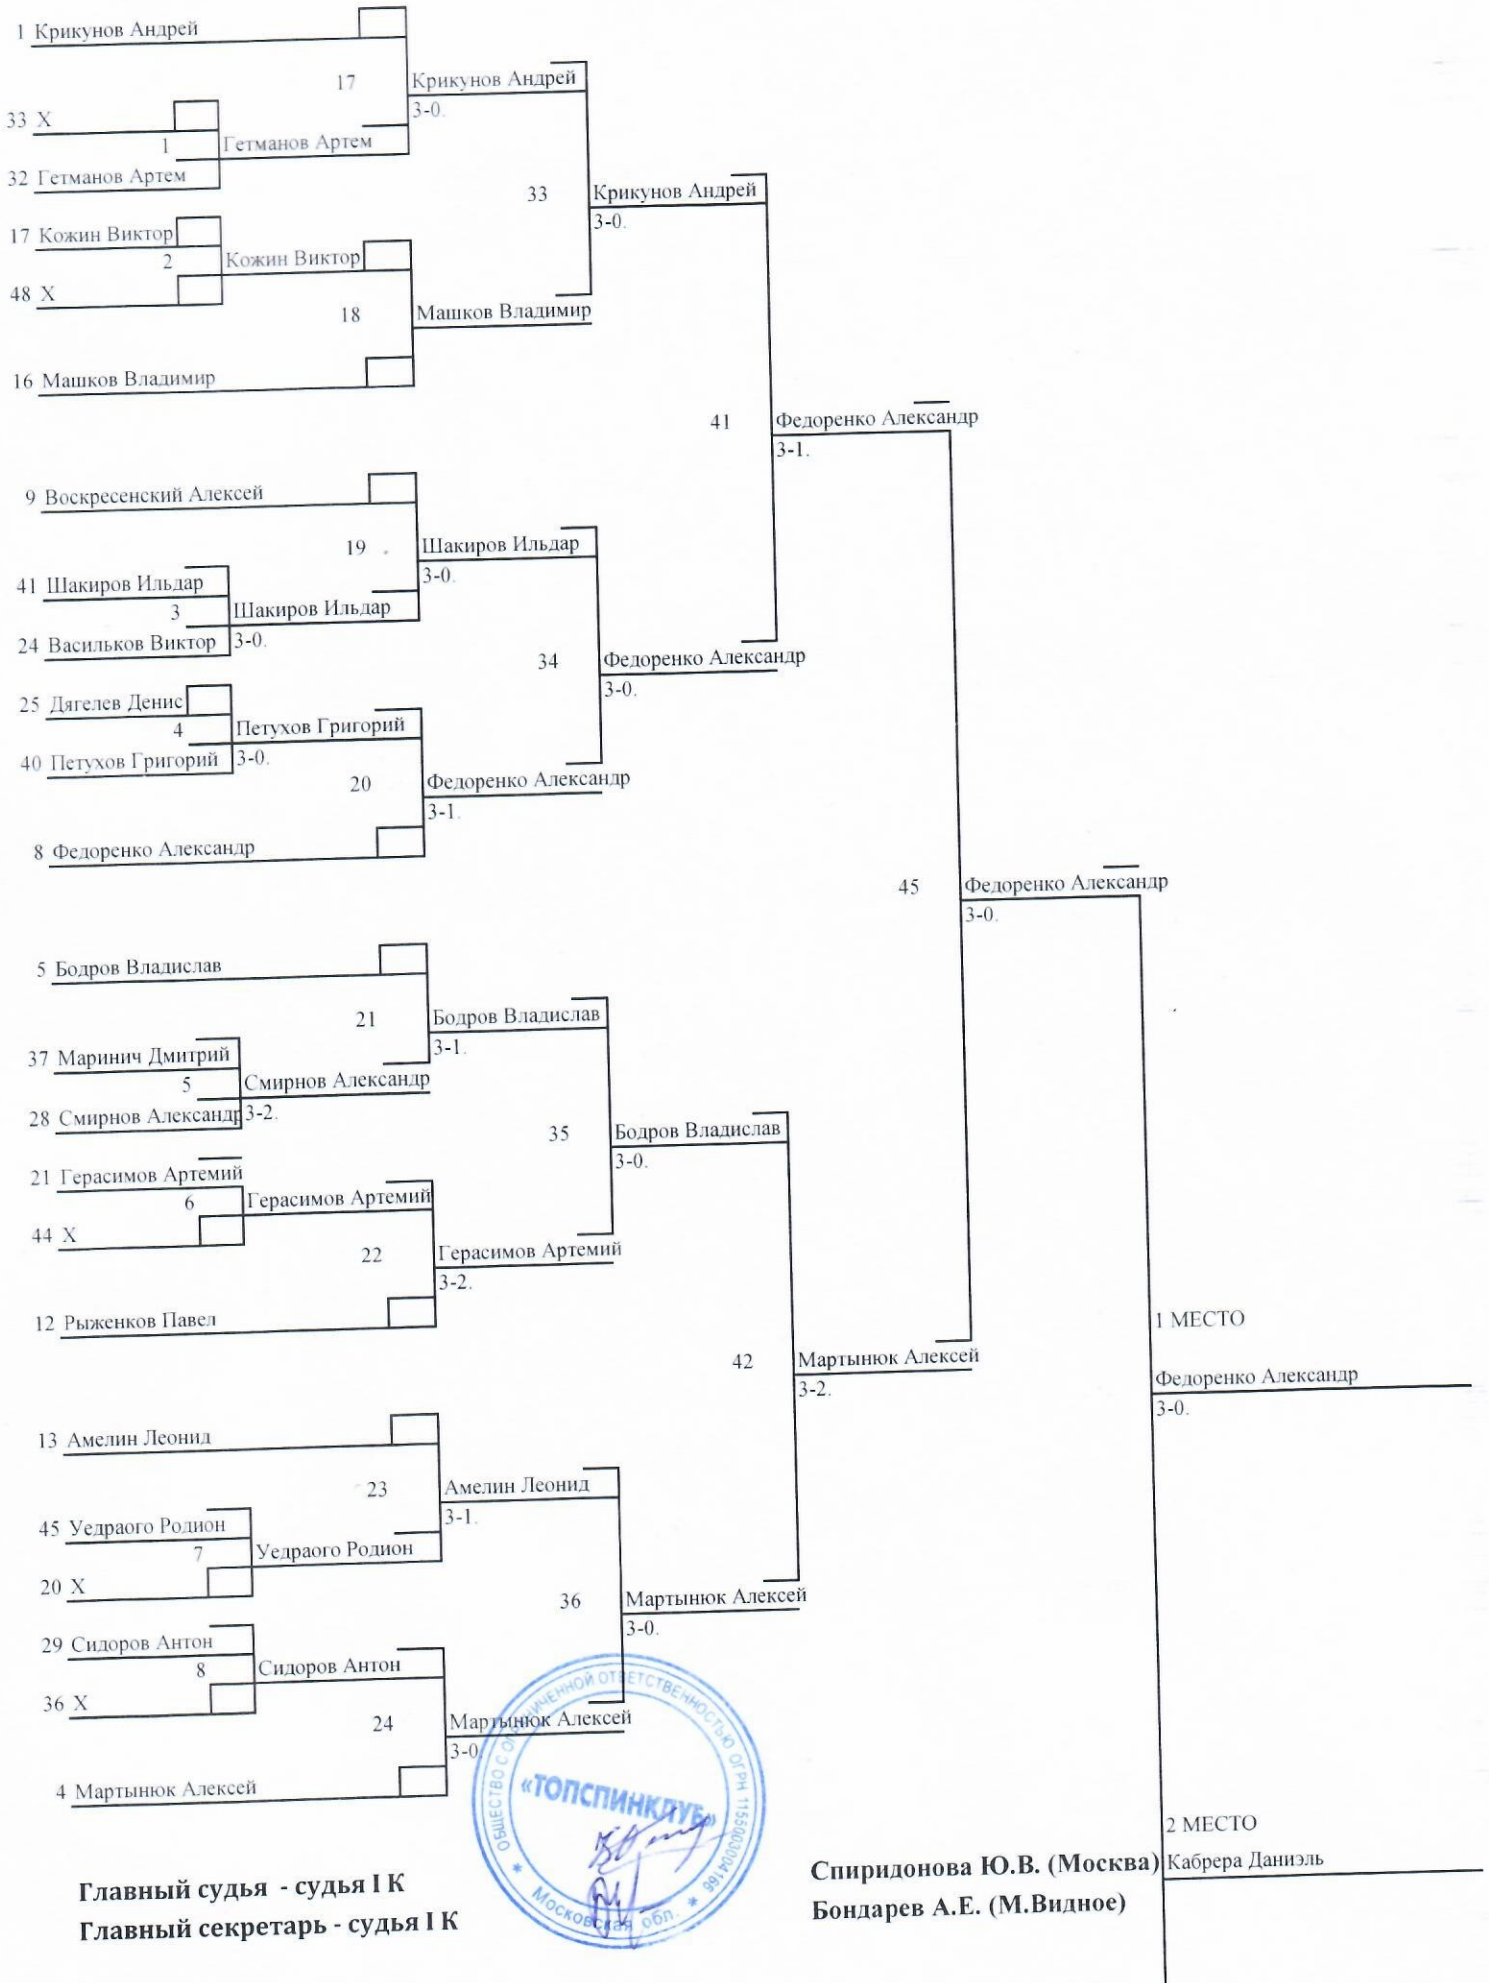 1 Крикунов Андрей
17 Крикунов Андрей
3-0.
33 X
1 Гетманов Артем
32 Гетманов Артем
33 Крикунов Андрей
3-0.
17 Кожин Виктор
2 Кожин Виктор
48 X
18 Машков Владимир
16 Машков Владимир
41 Федоренко Александр
3-1.
9 Воскресенский Алексей
19 Шакиров Ильдар
3-0.
41 Шакиров Ильдар
3 Шакиров Ильдар
24 Васильков Виктор 3-0.
34 Федоренко Александр
3-0.
25 Дягелев Денис
4 Петухов Григорий
40 Петухов Григорий 3-0.
20 Федоренко Александр
3-1.
8 Федоренко Александр
45 Федоренко Александр
3-0.
5 Бодров Владислав
21 Бодров Владислав
3-1.
37 Маринич Дмитрий
5 Смирнов Александр
28 Смирнов Александр 3-2.
35 Бодров Владислав
3-0.
21 Герасимов Артемий
6 Герасимов Артемий
44 X
22 Герасимов Артемий
3-2.
12 Рыженков Павел
1 МЕСТО
42 Мартынюк Алексей
3-2.
Федоренко Александр
3-0.
13 Амелин Леонид
23 Амелин Леонид
3-1.
45 Уедраого Родион
7 Уедраого Родион
20 X
36 Мартынюк Алексей
3-0.
29 Сидоров Антон
8 Сидоров Антон
36 X
24 Мартынюк Алексей
3-0.
4 Мартынюк Алексей
ОБЩЕСТВО С ОГРАНИЧЕННОЙ ОТВЕТСТВЕННОСТЬЮ ОГРН 1155003004166
«ТОПСПИНКЛУБ»
* Московская обл. *
2 МЕСТО
Кабрера Даниэль
Главный судья - судья I К
Спиридонова Ю.В. (Москва)
Главный секретарь - судья I К
Бондарев А.Е. (М.Видное)